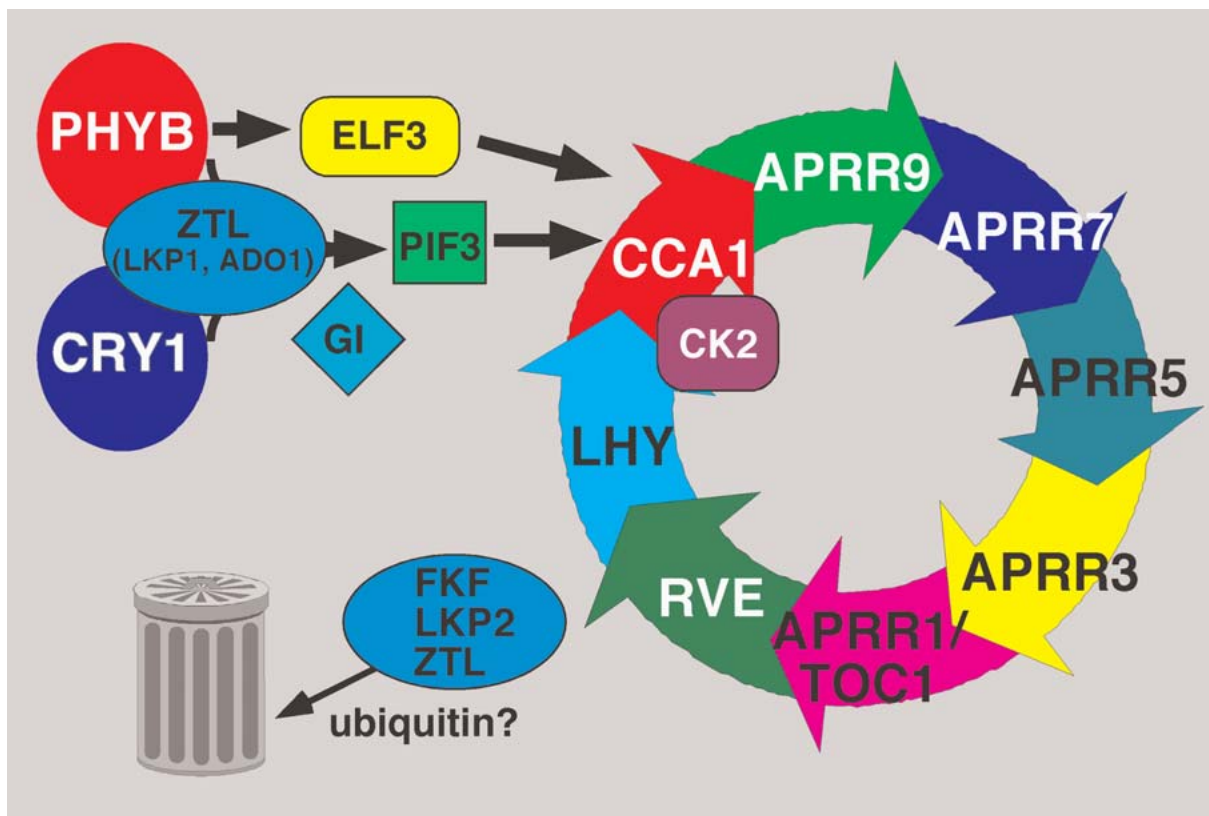 PHYB
ELF3
ZTL
(LKP1, ADO1)
PIF3
GI
CRY1
CCA1
CK2
APRR9
APRR7
APRR5
APRR3
APRR1/
TOC1
RVE
LHY
FKF
LKP2
ZTL
ubiquitin?